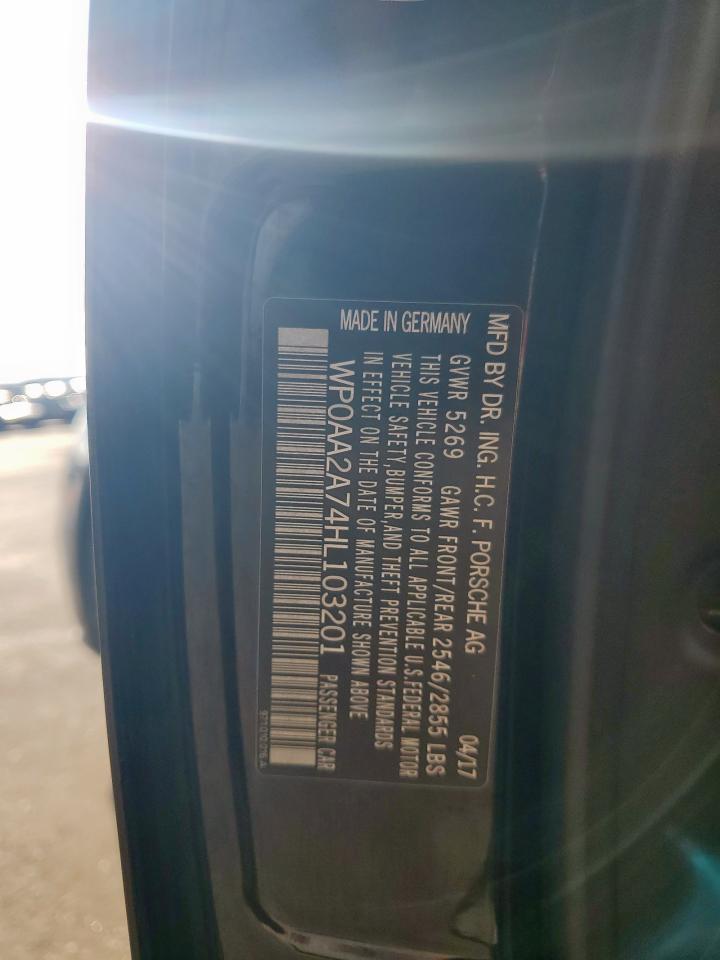 MFD BY DR. ING. H.C. F. PORSCHE AG 04/17
GVWR 5269 GAWR FRONT/REAR 2546/2855 LBS
THIS VEHICLE CONFORMS TO ALL APPLICABLE U.S.FEDERAL MOTOR
VEHICLE SAFETY,BUMPER,AND THEFT PREVENTION STANDARDS
IN EFFECT ON THE DATE OF MANUFACTURE SHOWN ABOVE
MADE IN GERMANY
WP0AA2A74HL103201 PASSENGER CAR